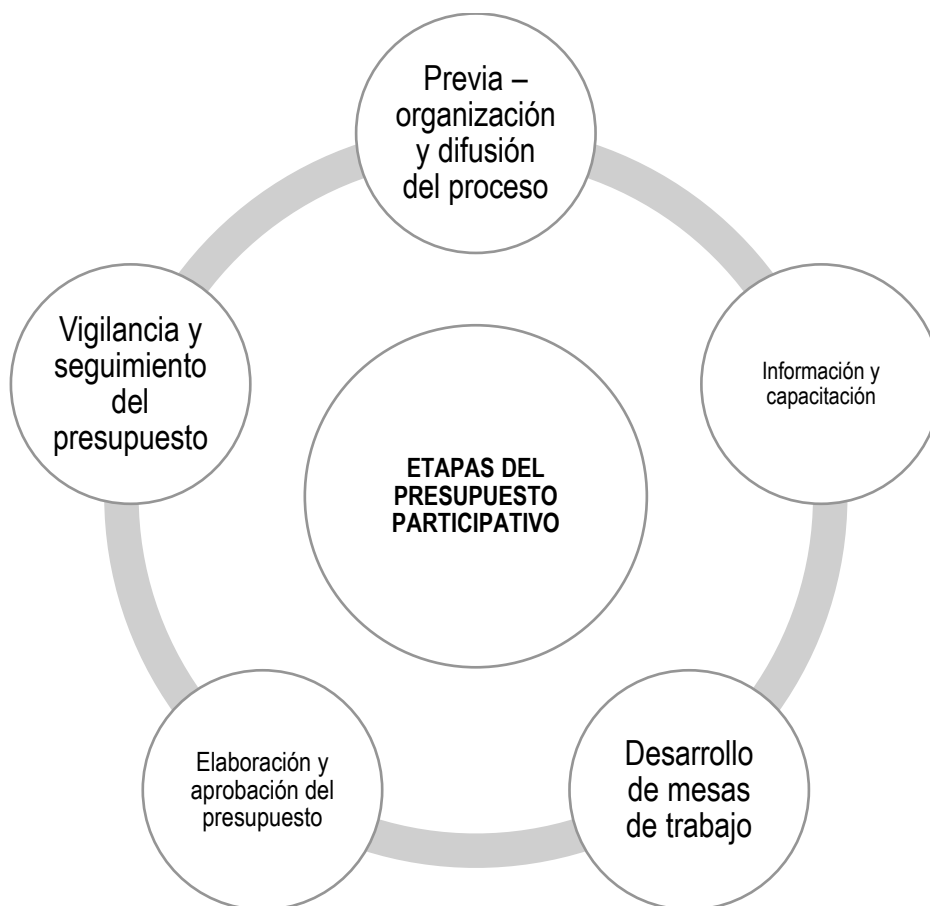 Previa –
organización
y difusión
del proceso
Información y
capacitación
Desarrollo
de mesas
de trabajo
Elaboración y
aprobación del
presupuesto
Vigilancia y
seguimiento
del
presupuesto
ETAPAS DEL
PRESUPUESTO
PARTICIPATIVO